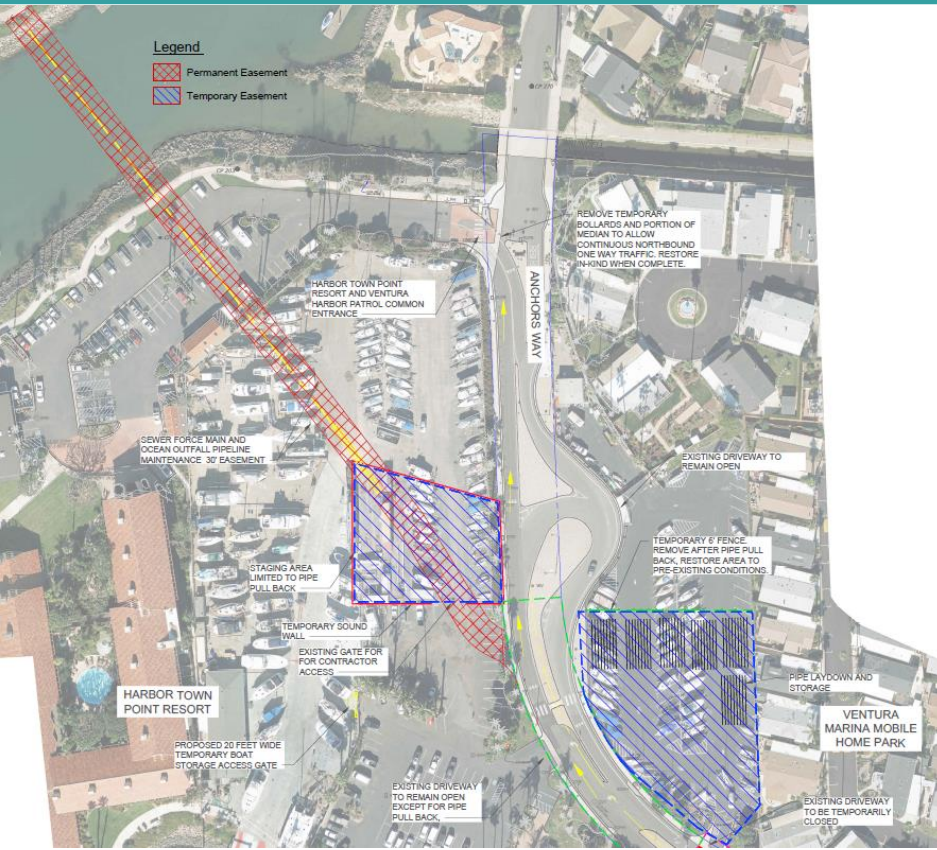 Legend
Permanent Easement
Temporary Easement
REMOVE TEMPORARY
BOLLARDS AND PORTION OF
MEDIAN TO ALLOW
CONTINUOUS NORTHBOUND
ONE WAY TRAFFIC. RESTORE
IN-KIND WHEN COMPLETE.
HARBOR TOWN POINT
RESORT AND VENTURA
HARBOR PATROL COMMON
ENTRANCE
ANCHORS WAY
SEWER FORCE MAIN AND
OCEAN OUTFALL PIPELINE
MAINTENANCE 30' EASEMENT
EXISTING DRIVEWAY TO
REMAIN OPEN
TEMPORARY 6' FENCE.
REMOVE AFTER PIPE PULL
BACK, RESTORE AREA TO
PRE-EXISTING CONDITIONS.
STAGING AREA
LIMITED TO PIPE
PULL BACK
TEMPORARY SOUND
WALL
EXISTING GATE FOR
FOR CONTRACTOR
ACCESS
PIPE LAYDOWN AND
STORAGE
HARBOR TOWN
POINT RESORT
VENTURA
MARINA MOBILE
HOME PARK
PROPOSED 20 FEET WIDE
TEMPORARY BOAT
STORAGE ACCESS GATE
EXISTING DRIVEWAY
TO REMAIN OPEN
EXCEPT FOR PIPE
PULL BACK,
EXISTING DRIVEWAY
TO BE TEMPORARILY
CLOSED